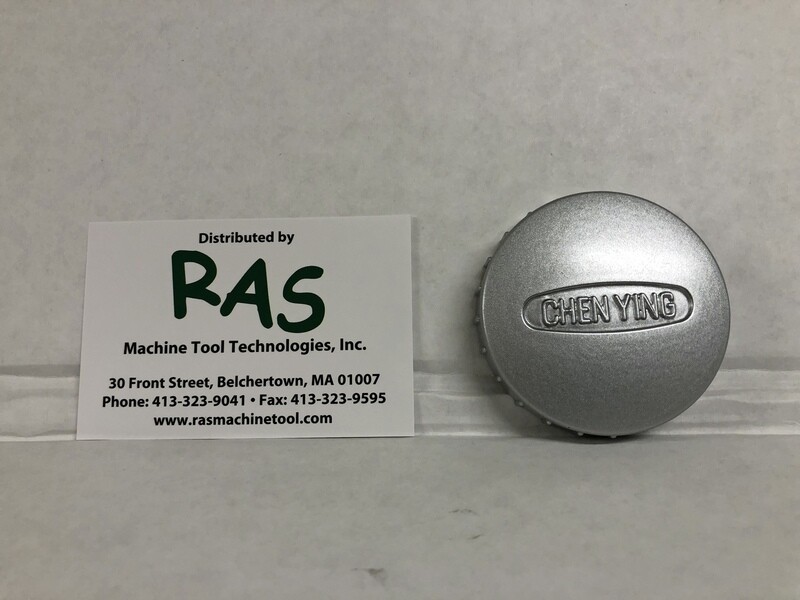 Distributed by
RAS
Machine Tool Technologies, Inc.
30 Front Street, Belchertown, MA 01007
Phone: 413-323-9041 • Fax: 413-323-9595
www.rasmachinetool.com
CHEN YING